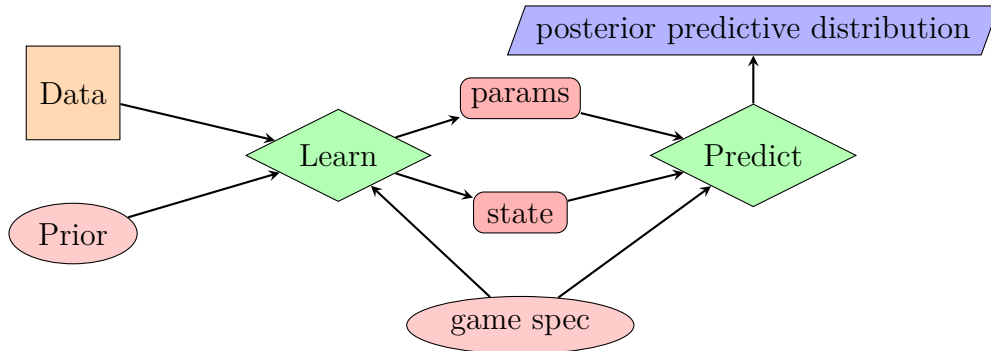 posterior predictive distribution
Data
params
Learn
Predict
state
Prior
game spec